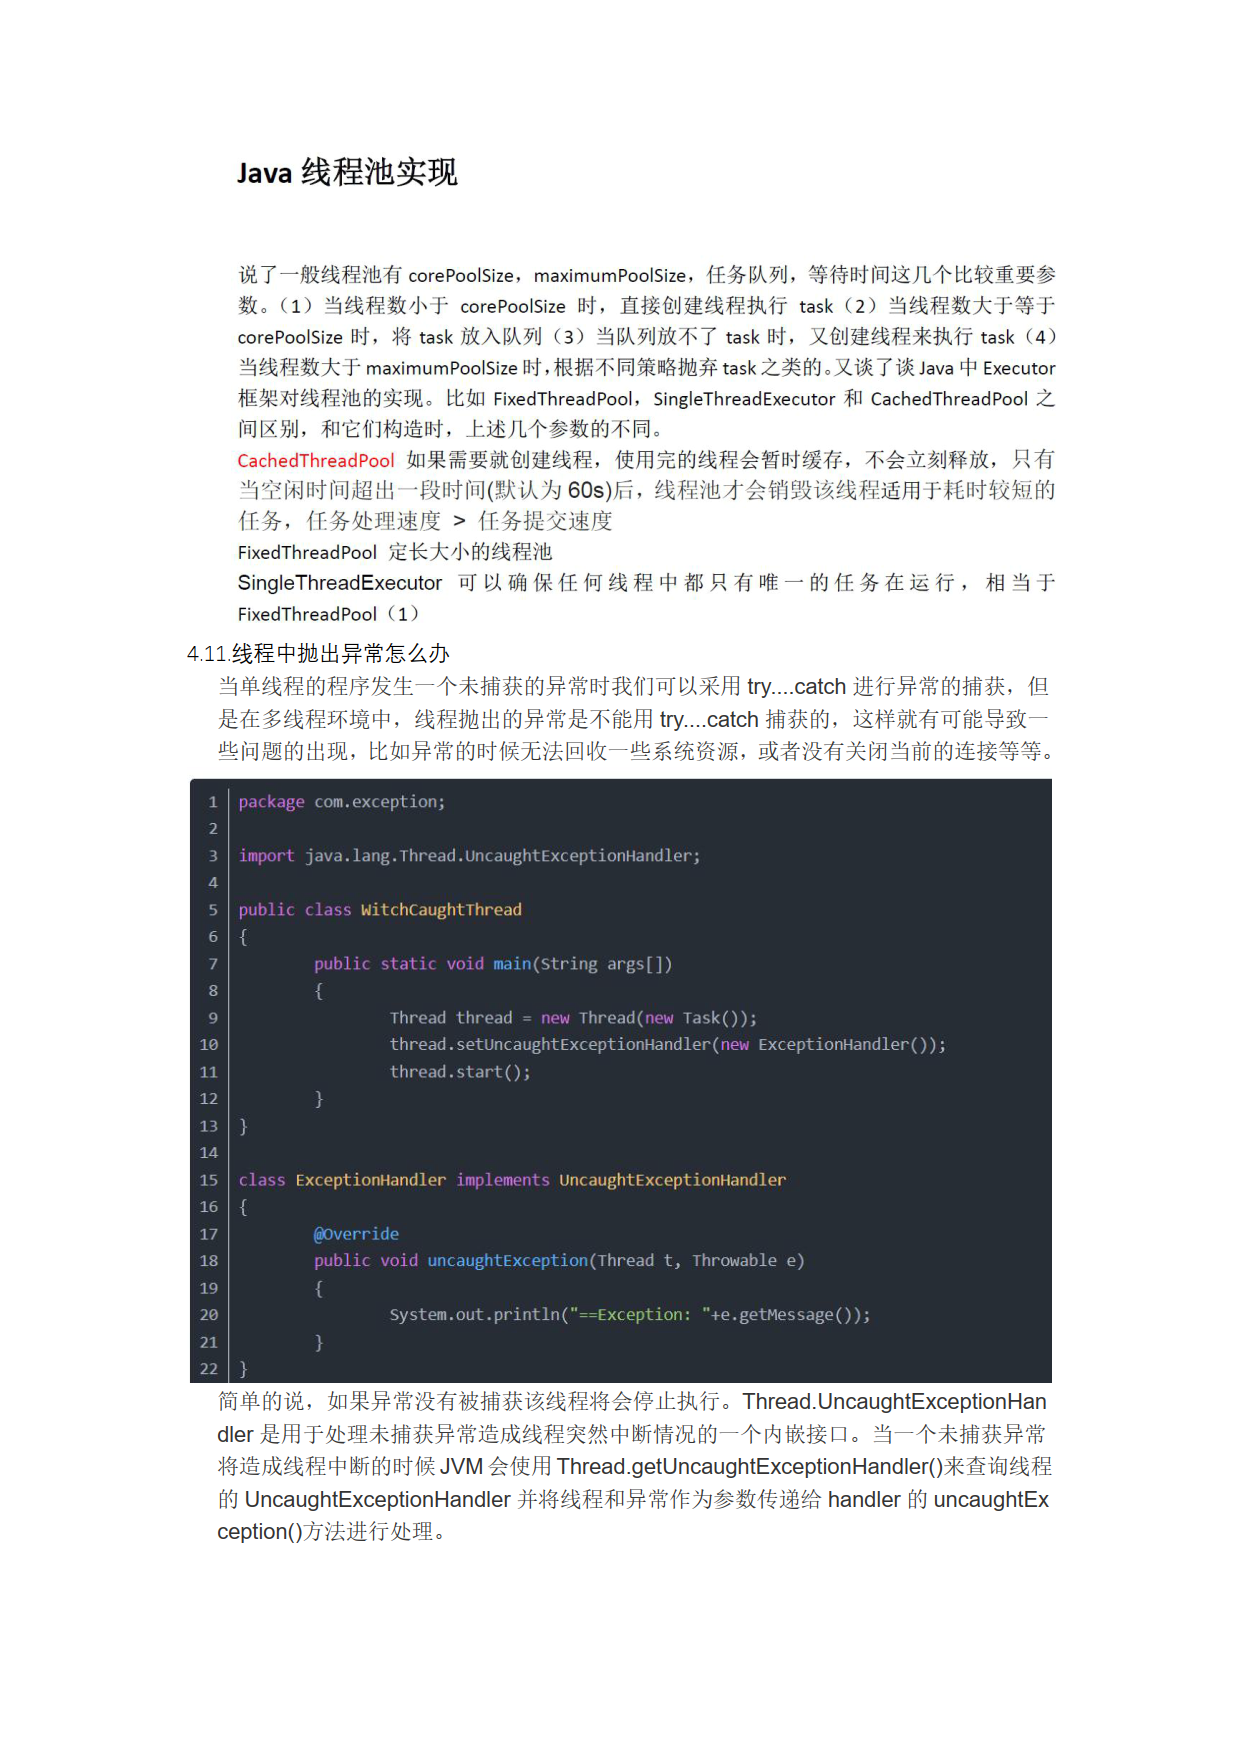 Java 线程池实现
说了一般线程池有 corePoolSize，maximumPoolSize，任务队列，等待时间这几个比较重要参
数。（1）当线程数小于 corePoolSize 时，直接创建线程执行 task（2）当线程数大于等于
corePoolSize 时，将 task 放入队列（3）当队列放不了 task 时，又创建线程来执行 task（4）
当线程数大于 maximumPoolSize 时，根据不同策略抛弃 task 之类的。又谈了谈 Java 中 Executor
框架对线程池的实现。比如 FixedThreadPool，SingleThreadExecutor 和 CachedThreadPool 之
间区别，和它们构造时，上述几个参数的不同。
CachedThreadPool 如果需要就创建线程，使用完的线程会暂时缓存，不会立刻释放，只有
当空闲时间超出一段时间(默认为 60s)后，线程池才会销毁该线程适用于耗时较短的
任务，任务处理速度 > 任务提交速度
FixedThreadPool 定长大小的线程池
SingleThreadExecutor 可以确保任何线程中都只有唯一的任务在运行，相当于
FixedThreadPool（1）
4.11.线程中抛出异常怎么办
当单线程的程序发生一个未捕获的异常时我们可以采用 try....catch 进行异常的捕获，但
是在多线程环境中，线程抛出的异常是不能用 try....catch 捕获的，这样就有可能导致一
些问题的出现，比如异常的时候无法回收一些系统资源，或者没有关闭当前的连接等等。
1 package com.exception;
2
3 import java.lang.Thread.UncaughtExceptionHandler;
4
5 public class WitchCaughtThread
6 {
7 public static void main(String args[])
8 {
9 Thread thread = new Thread(new Task());
10 thread.setUncaughtExceptionHandler(new ExceptionHandler());
11 thread.start();
12 }
13 }
14
15 class ExceptionHandler implements UncaughtExceptionHandler
16 {
17 @Override
18 public void uncaughtException(Thread t, Throwable e)
19 {
20 System.out.println("==Exception: "+e.getMessage());
21 }
22 }
简单的说，如果异常没有被捕获该线程将会停止执行。Thread.UncaughtExceptionHan
dler 是用于处理未捕获异常造成线程突然中断情况的一个内嵌接口。当一个未捕获异常
将造成线程中断的时候 JVM 会使用 Thread.getUncaughtExceptionHandler()来查询线程
的 UncaughtExceptionHandler 并将线程和异常作为参数传递给 handler 的 uncaughtEx
ception()方法进行处理。